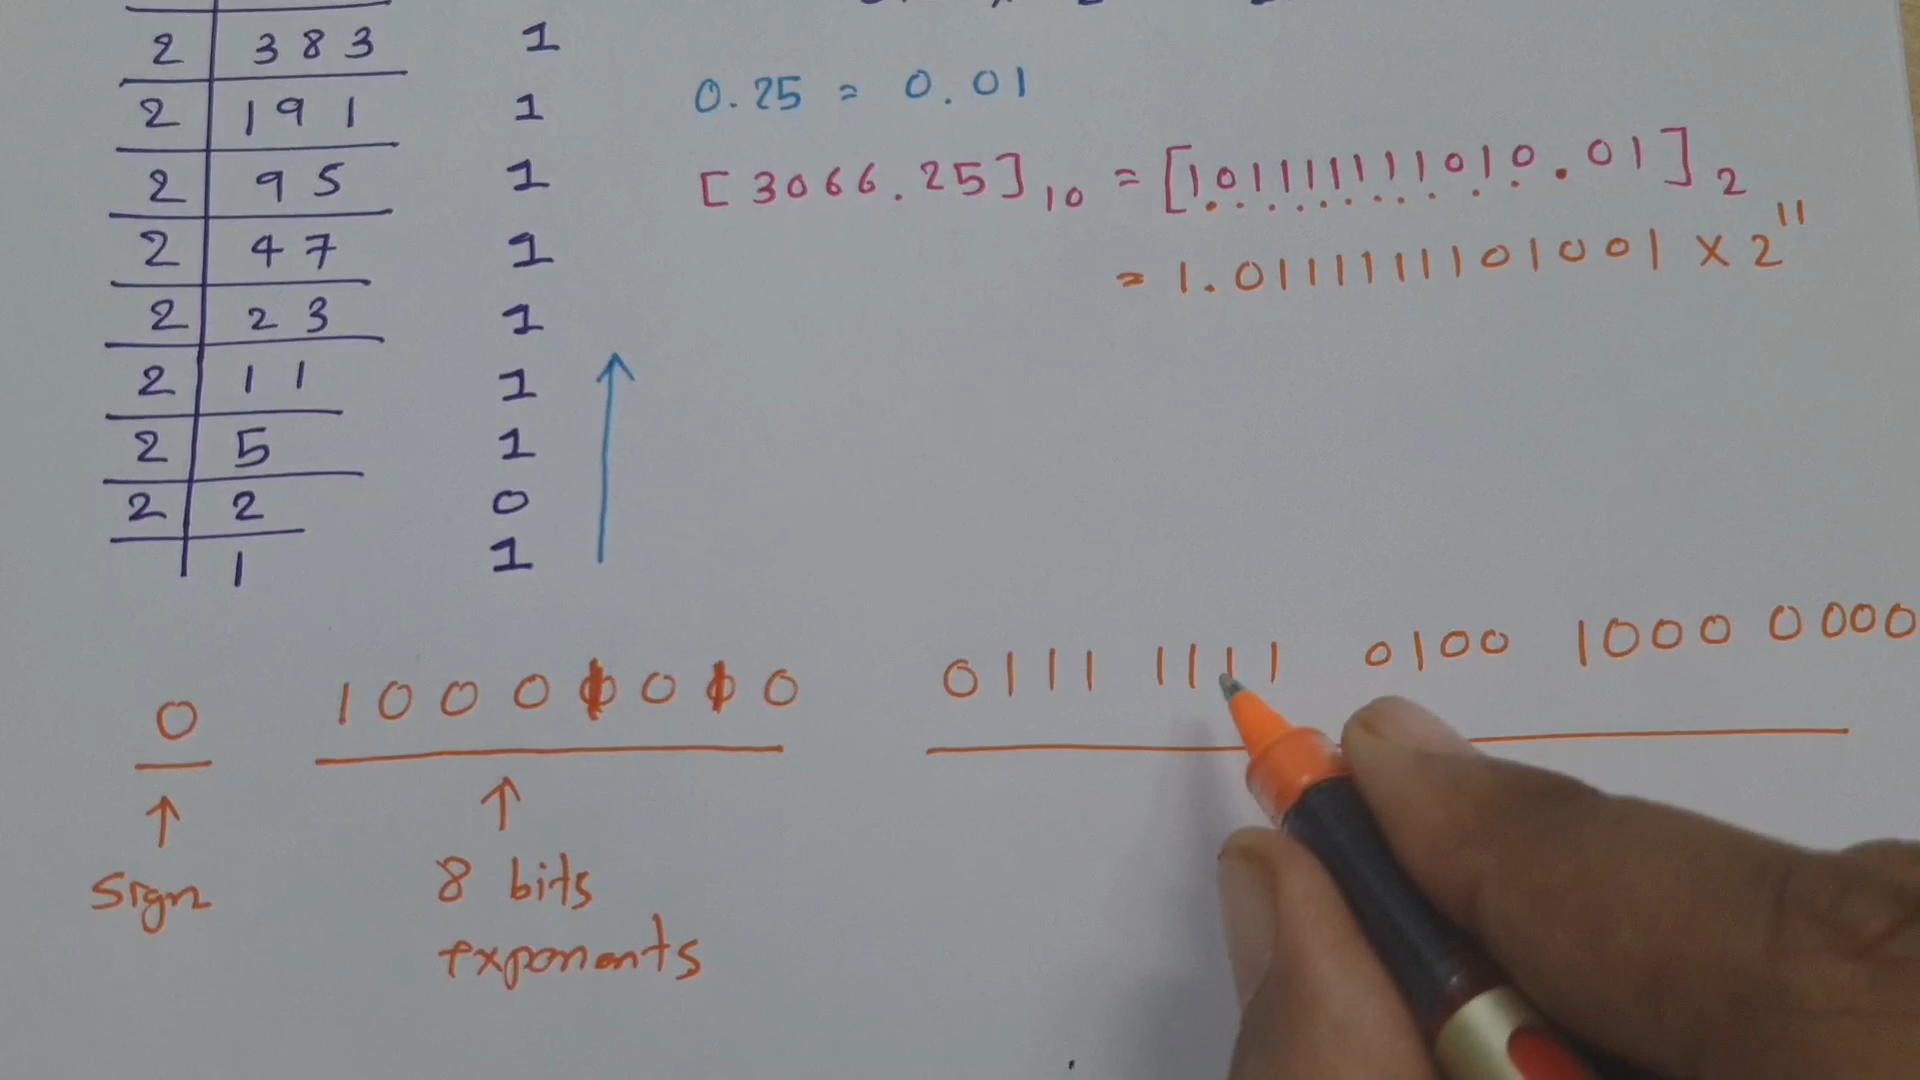 2 383 1
2 191 1
2 95 1
2 47 1
2 23 1
2 11 1
2 5 1
2 2 0
1 1
0.25 = 0.01
[3066.25]10 = [101111111010.01]2
= 1.0111111101001 x 2^11
0 10001010 0111 1111 0100 1000 0000
Sign
8 bits
exponents